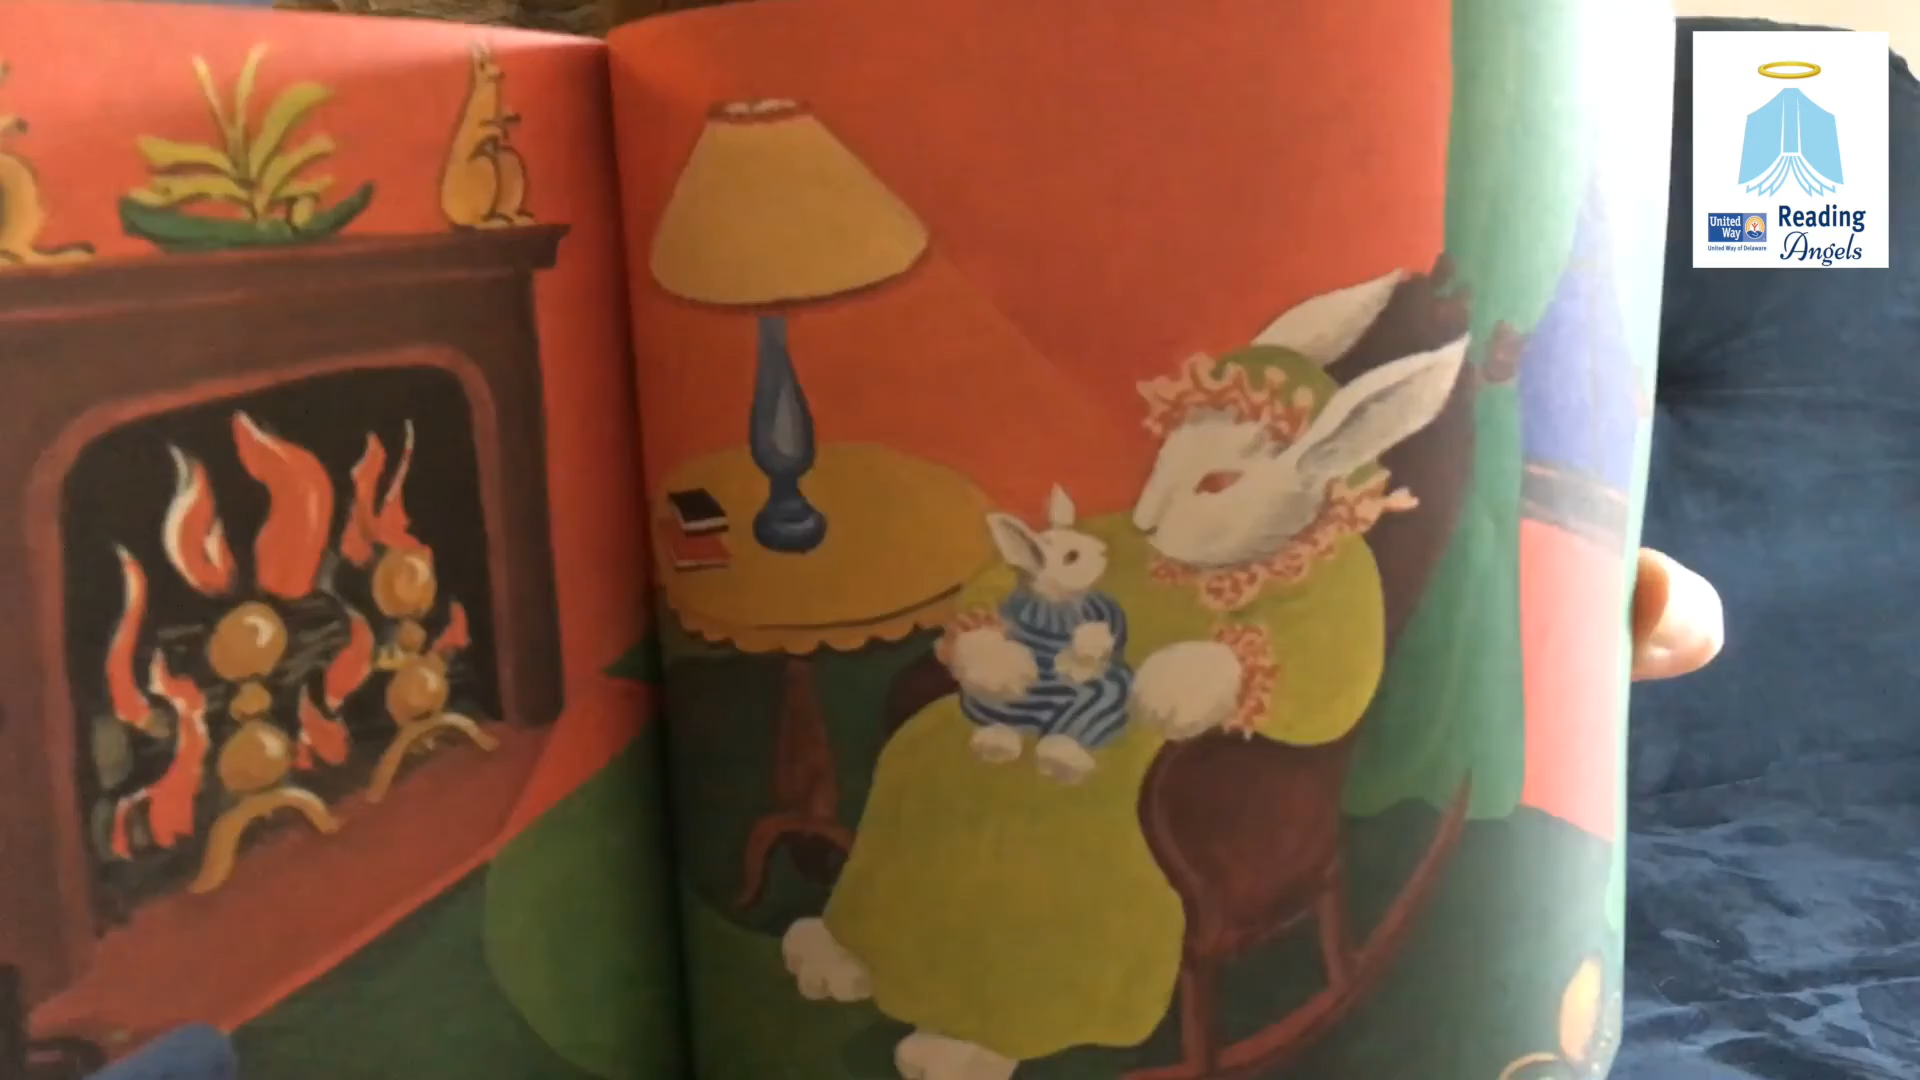 United
Way
United Way of Delaware
Reading
Angels